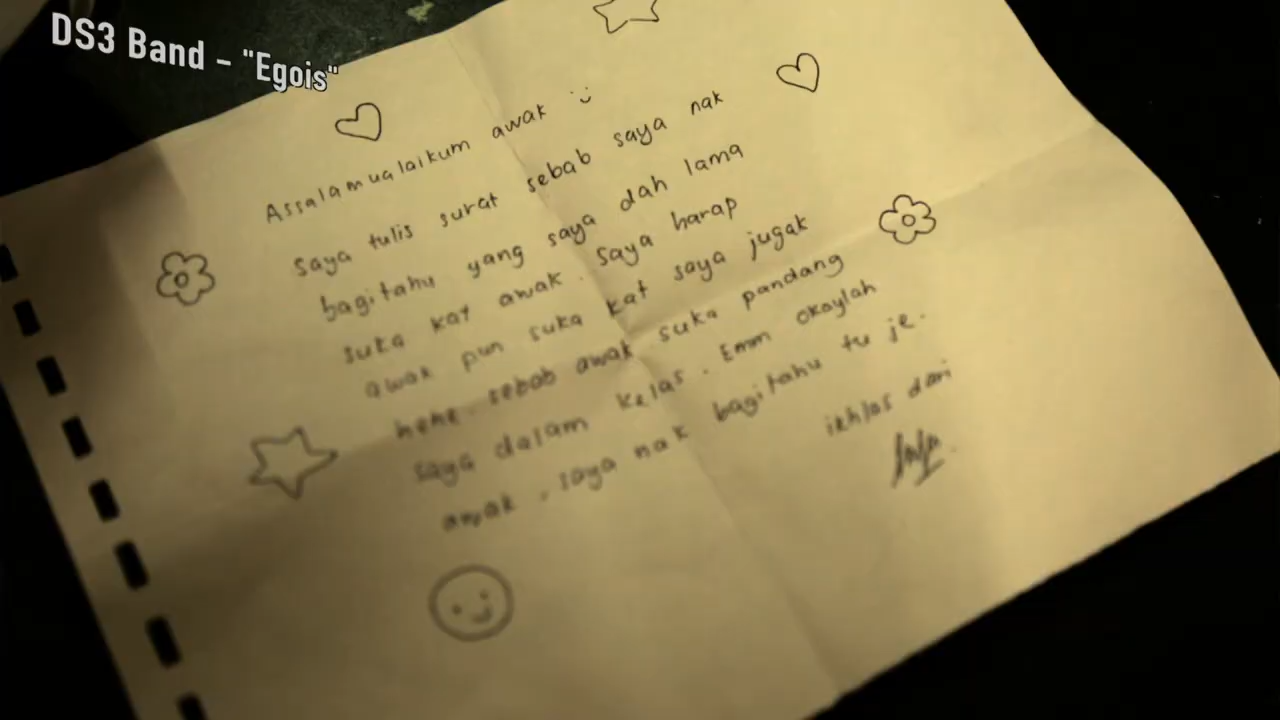 DS3 Band - "Egois"
Assalamualaikum awak :)
saya tulis surat sebab saya nak
bagitahu yang saya dah lama
suka kat awak. saya harap
awak pun suka kat saya jugak
hehe. sebab awak suka pandang
saya dalam kelas. Emm okaylah
awak, saya nak bagitahu tu je.
ikhlas dari